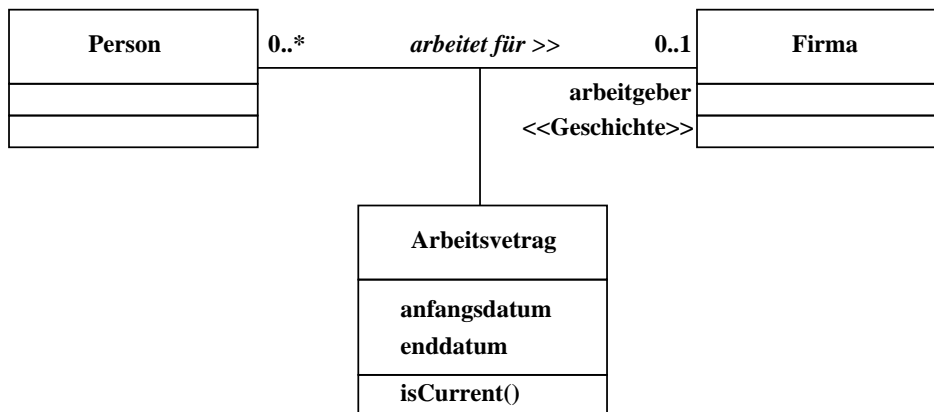 Person
0..*
arbeitet für >>
0..1
Firma
arbeitgeber
<<Geschichte>>
Arbeitsvetrag
anfangsdatum
enddatum
isCurrent()